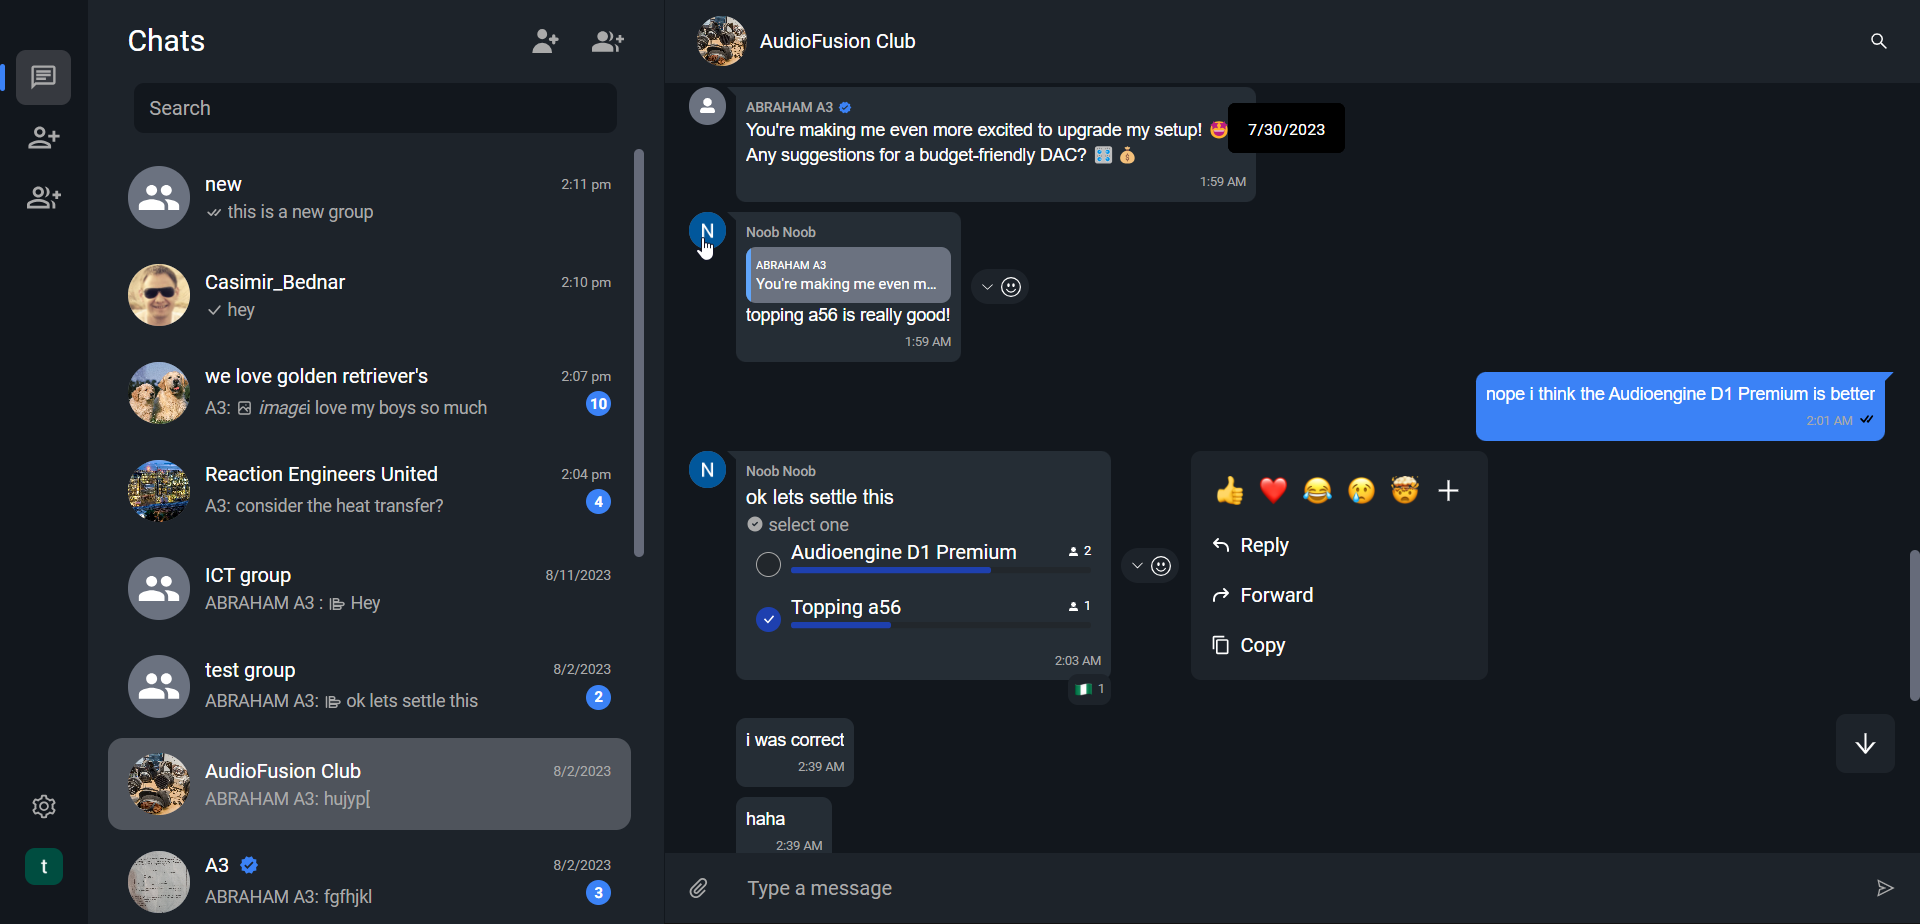 Chats
Search
new
2:11 pm
this is a new group
Casimir_Bednar
2:10 pm
hey
we love golden retriever's
2:07 pm
A3: imagei love my boys so much
10
Reaction Engineers United
2:04 pm
A3: consider the heat transfer?
4
ICT group
8/11/2023
ABRAHAM A3 : Hey
test group
8/2/2023
ABRAHAM A3: ok lets settle this
2
AudioFusion Club
8/2/2023
ABRAHAM A3: hujyp[
A3
8/2/2023
ABRAHAM A3: fgfhjkl
3
t
AudioFusion Club
ABRAHAM A3
You're making me even more excited to upgrade my setup! 🤩
Any suggestions for a budget-friendly DAC? 🎛️💰
1:59 AM
7/30/2023
N
Noob Noob
ABRAHAM A3
You're making me even m...
topping a56 is really good!
1:59 AM
nope i think the Audioengine D1 Premium is better
2:01 AM
N
Noob Noob
ok lets settle this
select one
Audioengine D1 Premium
2
Topping a56
1
2:03 AM
🇳🇬 1
👍 ❤️ 😂 😢 🤯 +
Reply
Forward
Copy
i was correct
2:39 AM
haha
2:39 AM
Type a message